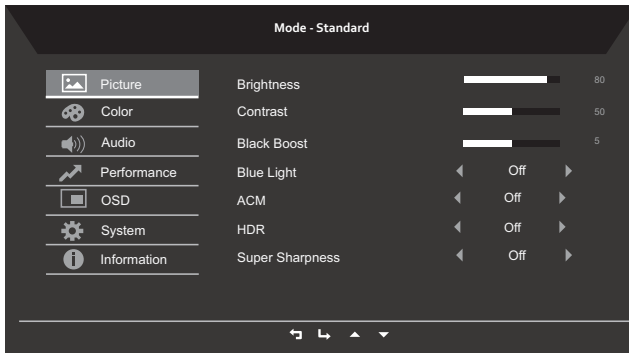 Mode - Standard
Picture
Color
Audio
Performance
OSD
System
Information
Brightness 80
Contrast 50
Black Boost 5
Blue Light Off
ACM Off
HDR Off
Super Sharpness Off